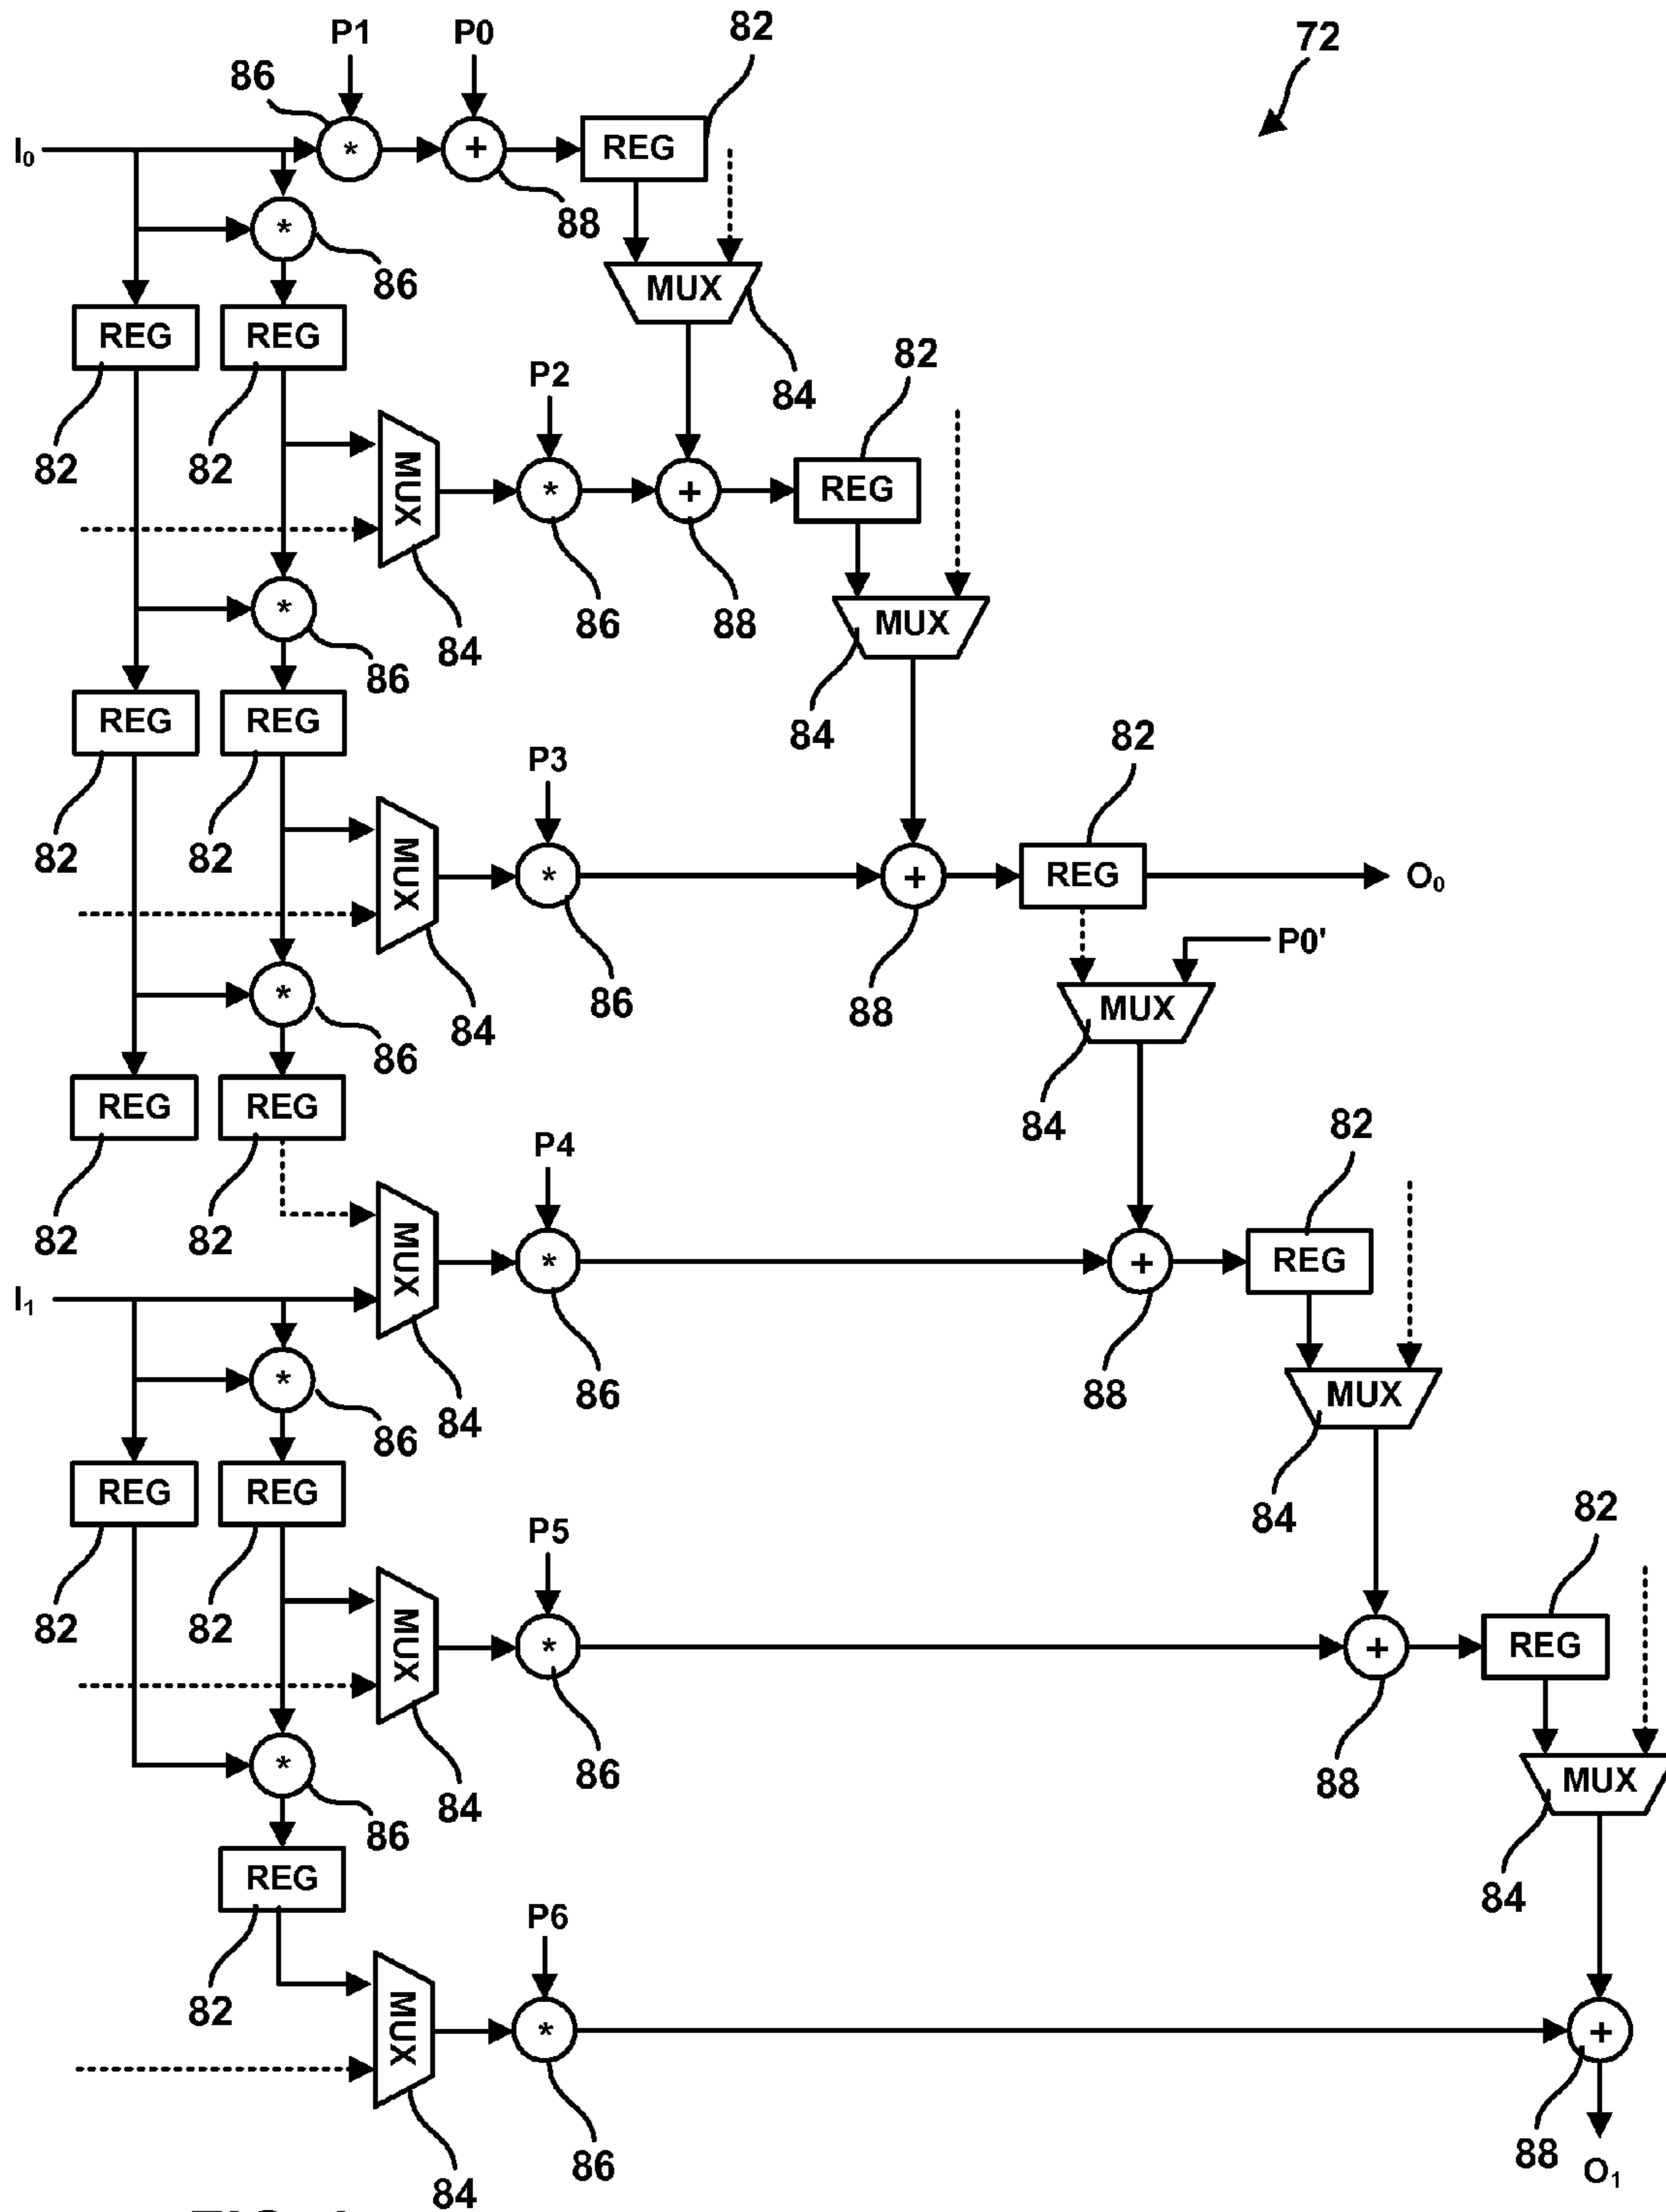 P1 P0 82 72
86
I₀ * + REG
* 88
86 MUX
REG REG
84 82
P2
82 82 MUX * + REG
* 86 88 MUX
84
86
REG REG 84
82
P3
82 82 MUX * + REG O₀
P0'
* 86 88 MUX
84
86
REG REG 84 82
P4
82 82 MUX * + REG
I₁
* 86 88 MUX
86 84
REG REG 84 82
P5
82 82 MUX * + REG
* 86 88 MUX
84
86
REG 84
P6
82 MUX * +
86 88 O₁
84